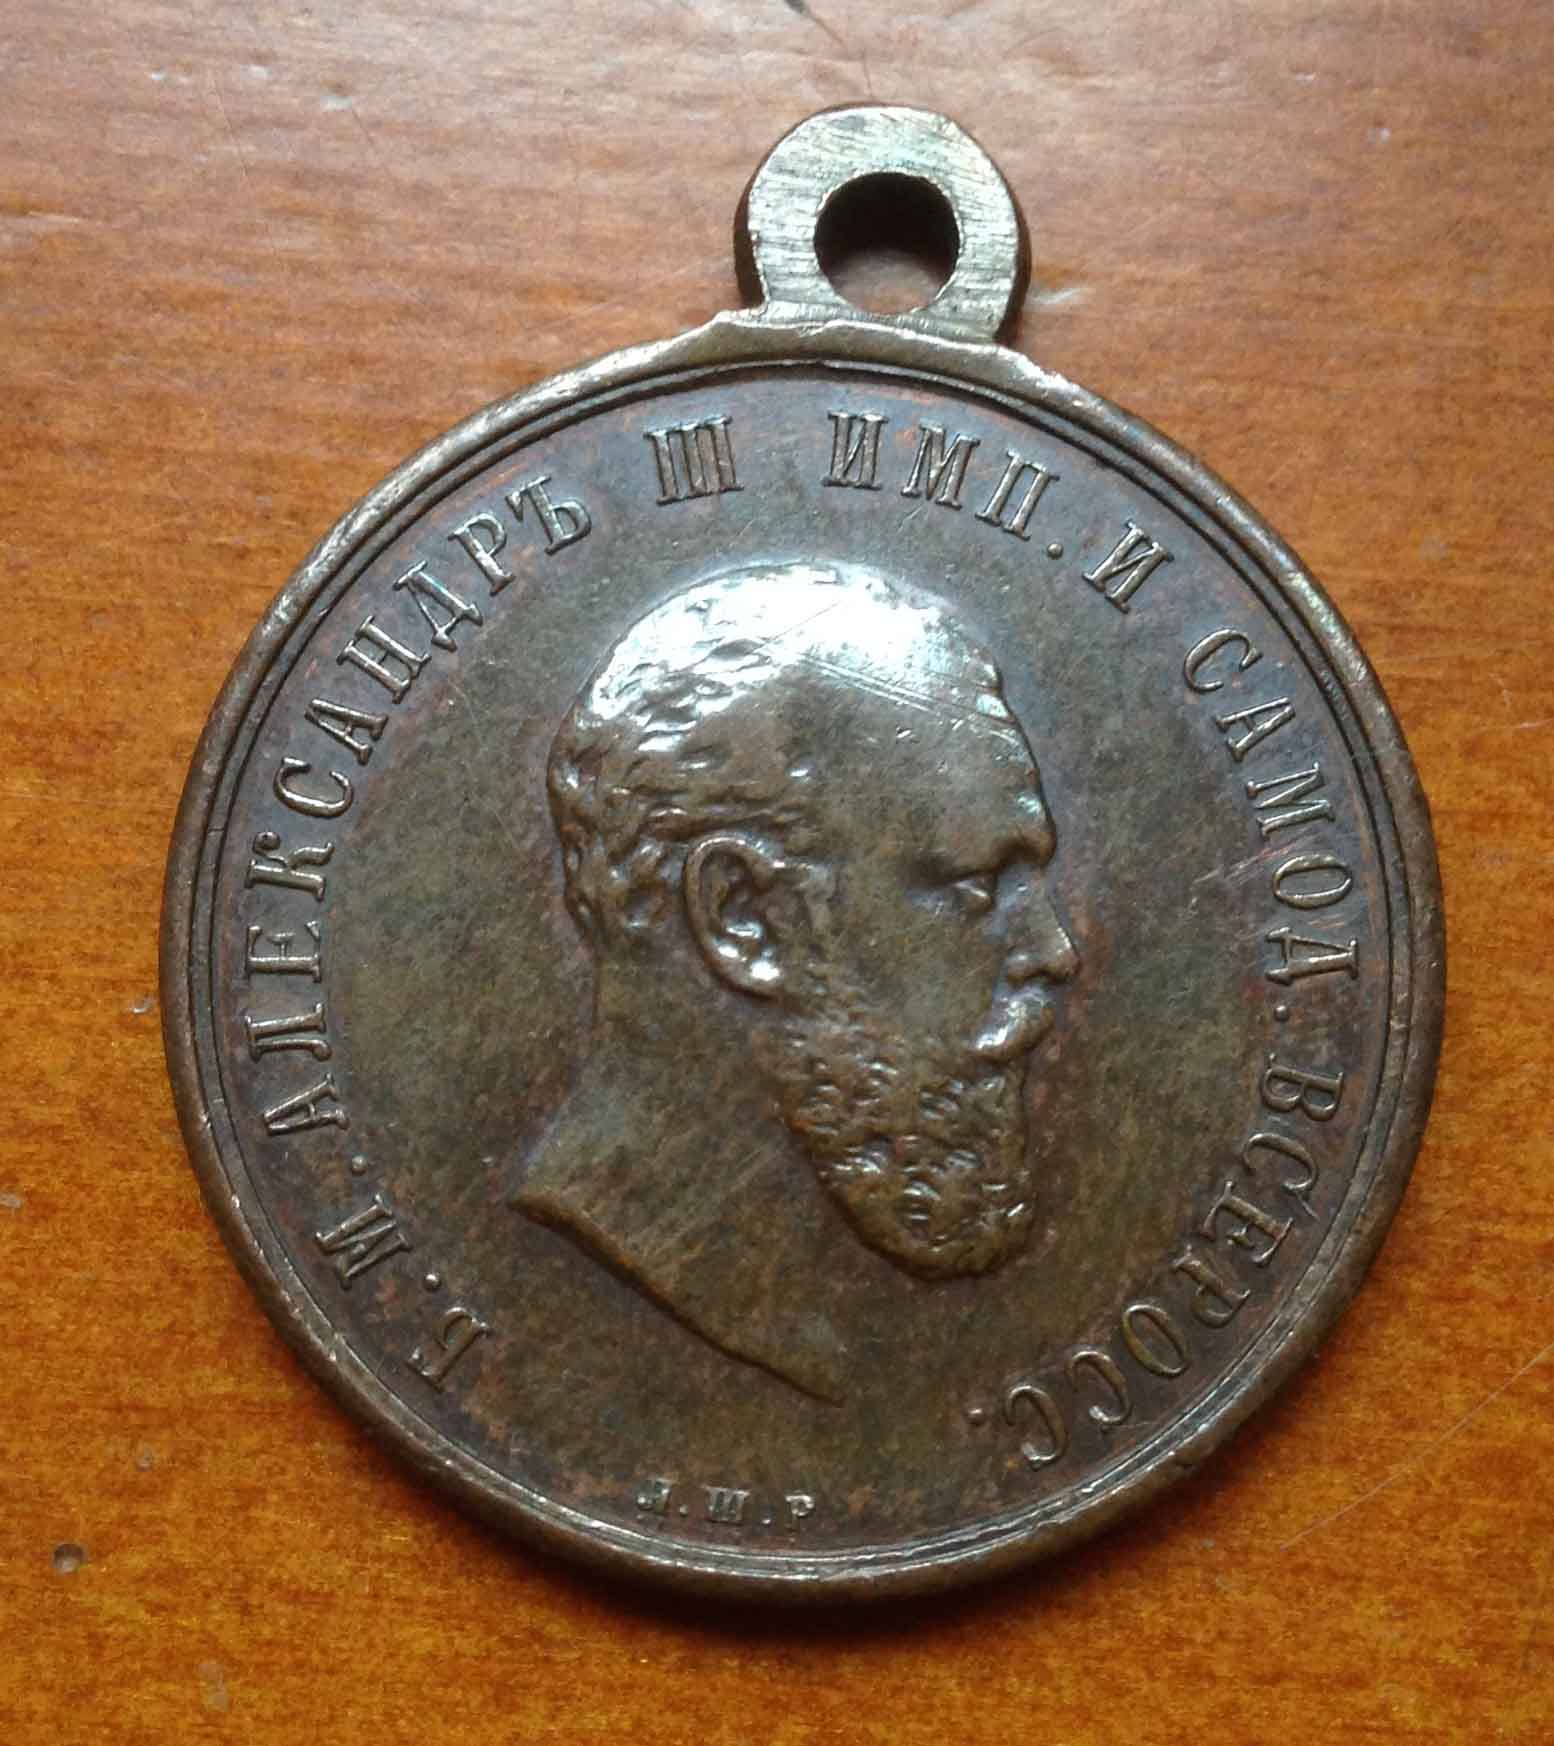 Б. М. АЛЕКСАНДРЪ III ИМП. И САМОД. ВСЕРОСС.
Л. Ш. Р